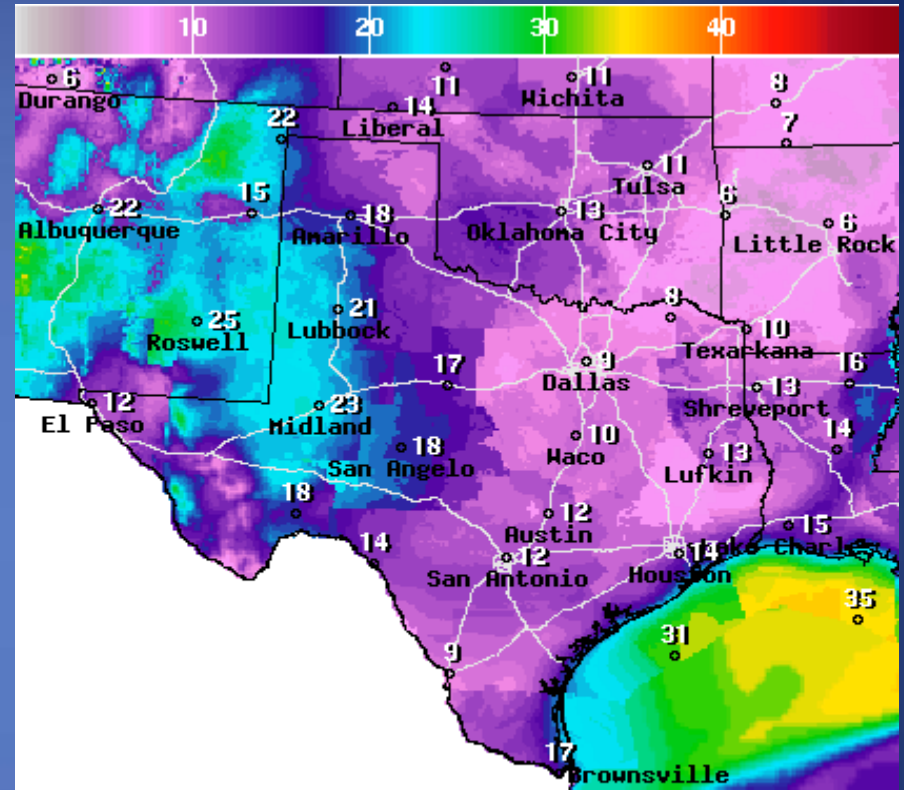 10 20 30 40
6
11
11
8
Durango
Wichita
14
Liberal
22
7
11
Tulsa
15
6
22
18
13
6
Albuquerque
Amarillo
Oklahoma City
Little Rock
21
8
25
Lubbock
10
Roswell
Texarkana
17
9
16
Dallas
13
12
23
Shreveport
El Paso
Midland
10
14
18
Waco
13
San Angelo
Lufkin
18
12
15
Austin
14
12
14
San Antonio
Houston
35
31
9
17
Brownsville